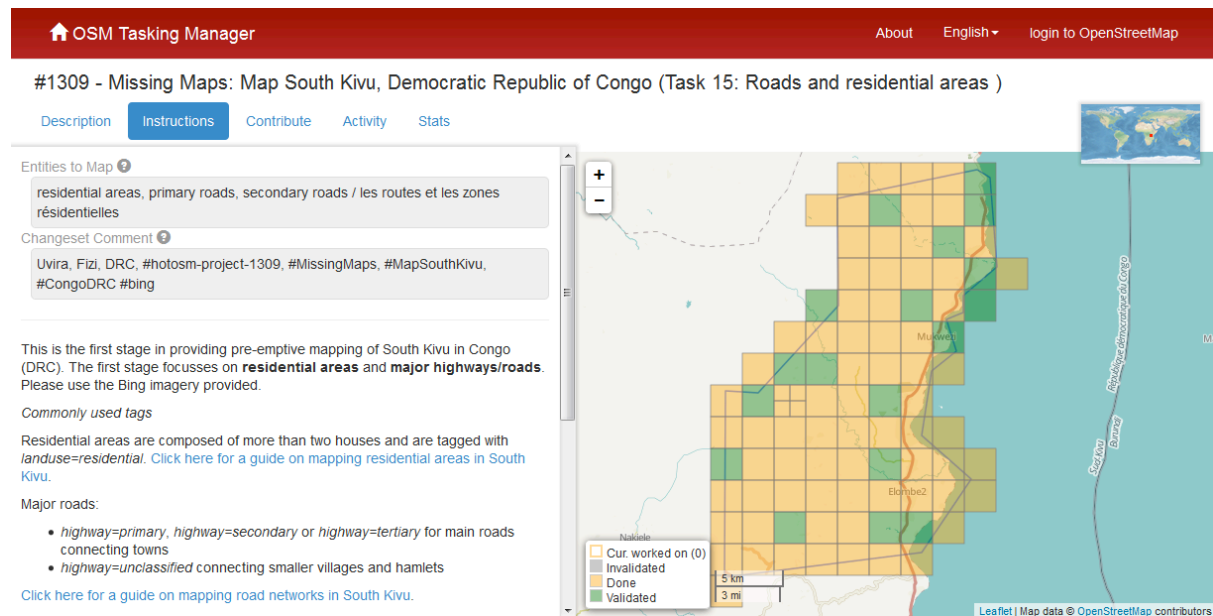 OSM Tasking Manager
About English login to OpenStreetMap
#1309 - Missing Maps: Map South Kivu, Democratic Republic of Congo (Task 15: Roads and residential areas )
Description Instructions Contribute Activity Stats
Entities to Map ?
residential areas, primary roads, secondary roads / les routes et les zones
résidentielles
Changeset Comment ?
Uvira, Fizi, DRC, #hotosm-project-1309, #MissingMaps, #MapSouthKivu,
#CongoDRC #bing
This is the first stage in providing pre-emptive mapping of South Kivu in Congo
(DRC). The first stage focusses on residential areas and major highways/roads.
Please use the Bing imagery provided.
Commonly used tags
Residential areas are composed of more than two houses and are tagged with
landuse=residential. Click here for a guide on mapping residential areas in South
Kivu.
Major roads:
• highway=primary, highway=secondary or highway=tertiary for main roads
connecting towns
• highway=unclassified connecting smaller villages and hamlets
Click here for a guide on mapping road networks in South Kivu.
+
−
République démocratique du Congo
M
Sud-Kivu
Burundi
Elombe2
Nakiele
Cur. worked on (0)
Invalidated
Done
Validated
5 km
3 mi
Leaflet | Map data © OpenStreetMap contributors